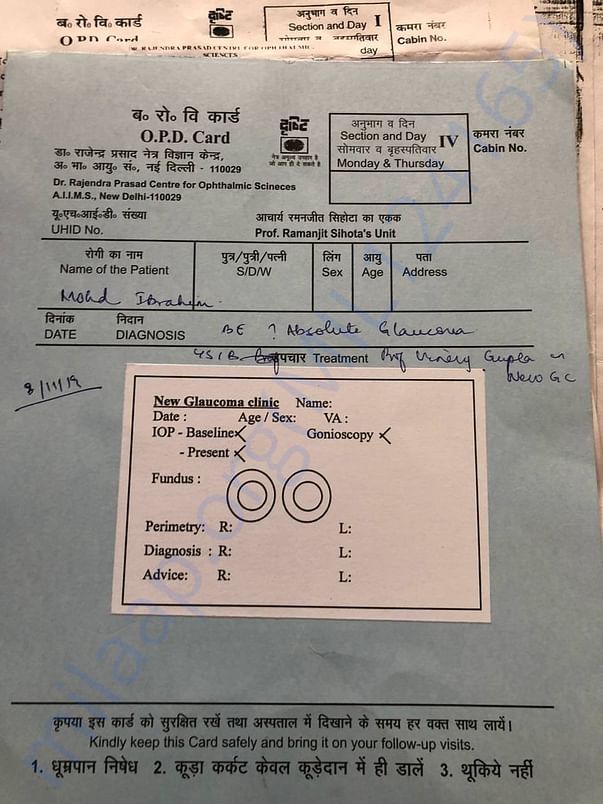 ब० रो० वि कार्ड
O.P.D. Card
अनुभाग व दिन
Section and Day I
कमरा नंबर
Cabin No.
day
SCIENCES
ब० रो० वि कार्ड
O.P.D. Card
डा० राजेन्द्र प्रसाद नेत्र विज्ञान केन्द्र,
अ० भा० आयु० सं०, नई दिल्ली - 110029
Dr. Rajendra Prasad Centre for Ophthalmic Scineces
A.I.I.M.S., New Delhi-110029
दृष्टि
अनुभाग व दिन
Section and Day IV
सोमवार व बृहस्पतिवार
Monday & Thursday
कमरा नंबर
Cabin No.
यू०एच०आई०डी० संख्या
UHID No.
आचार्य रमनजीत सिहोटा का एकक
Prof. Ramanjit Sihota's Unit
रोगी का नाम
Name of the Patient
पुत्र/पुत्री/पत्नी
S/D/W
लिंग
Sex
आयु
Age
पता
Address
Mohd Ibrahim
दिनांक
DATE
निदान
DIAGNOSIS
BE ? Absolute Glaucoma
उपचार Treatment
Prof Vineey Gupta in
New GC
8/11/19
New Glaucoma clinic Name:
Date : Age / Sex: VA :
IOP - Baseline Gonioscopy
- Present
Fundus :
Perimetry: R: L:
Diagnosis : R: L:
Advice: R: L:
कृपया इस कार्ड को सुरक्षित रखें तथा अस्पताल में दिखाने के समय हर वक्त साथ लायें।
Kindly keep this Card safely and bring it on your follow-up visits.
1. धूम्रपान निषेध 2. कूड़ा कर्कट केवल कूड़ेदान में ही डालें 3. थूकिये नहीं